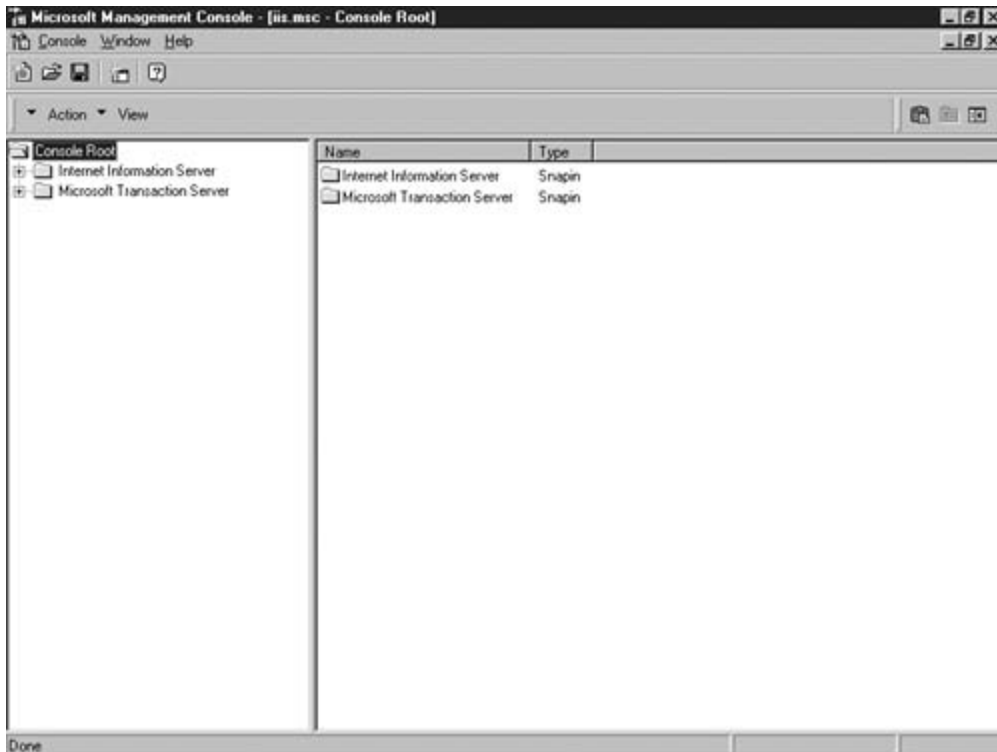 Microsoft Management Console - [iis.msc - Console Root]
Console Window Help
Action View
Console Root
Internet Information Server
Microsoft Transaction Server
Name Type
Internet Information Server Snapin
Microsoft Transaction Server Snapin
Done